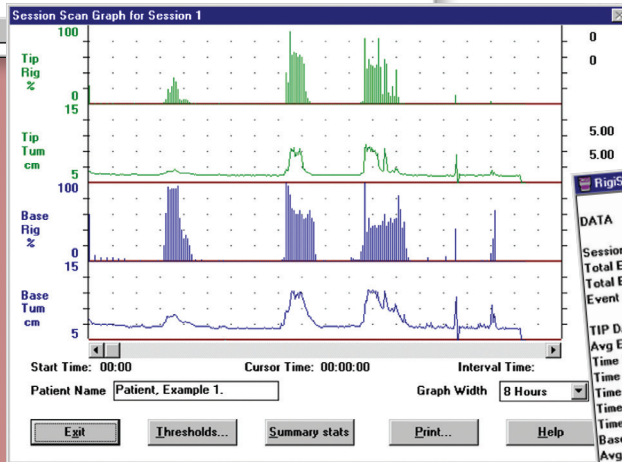 Session Scan Graph for Session 1
100
Tip
Rig
%
0
15
Tip
Tum
cm
5
100
Base
Rig
%
0
15
Base
Tum
cm
5
0
0
5.00
5.00
Start Time: 00:00 Cursor Time: 00:00:00 Interval Time:
Patient Name Patient, Example 1. Graph Width 8 Hours
Exit Thresholds... Summary stats Print... Help
RigiS
DATA
Session
Total E
Total E
Event
TIP D
Avg E
Time
Time
Time
Time
Time
Base
Avg